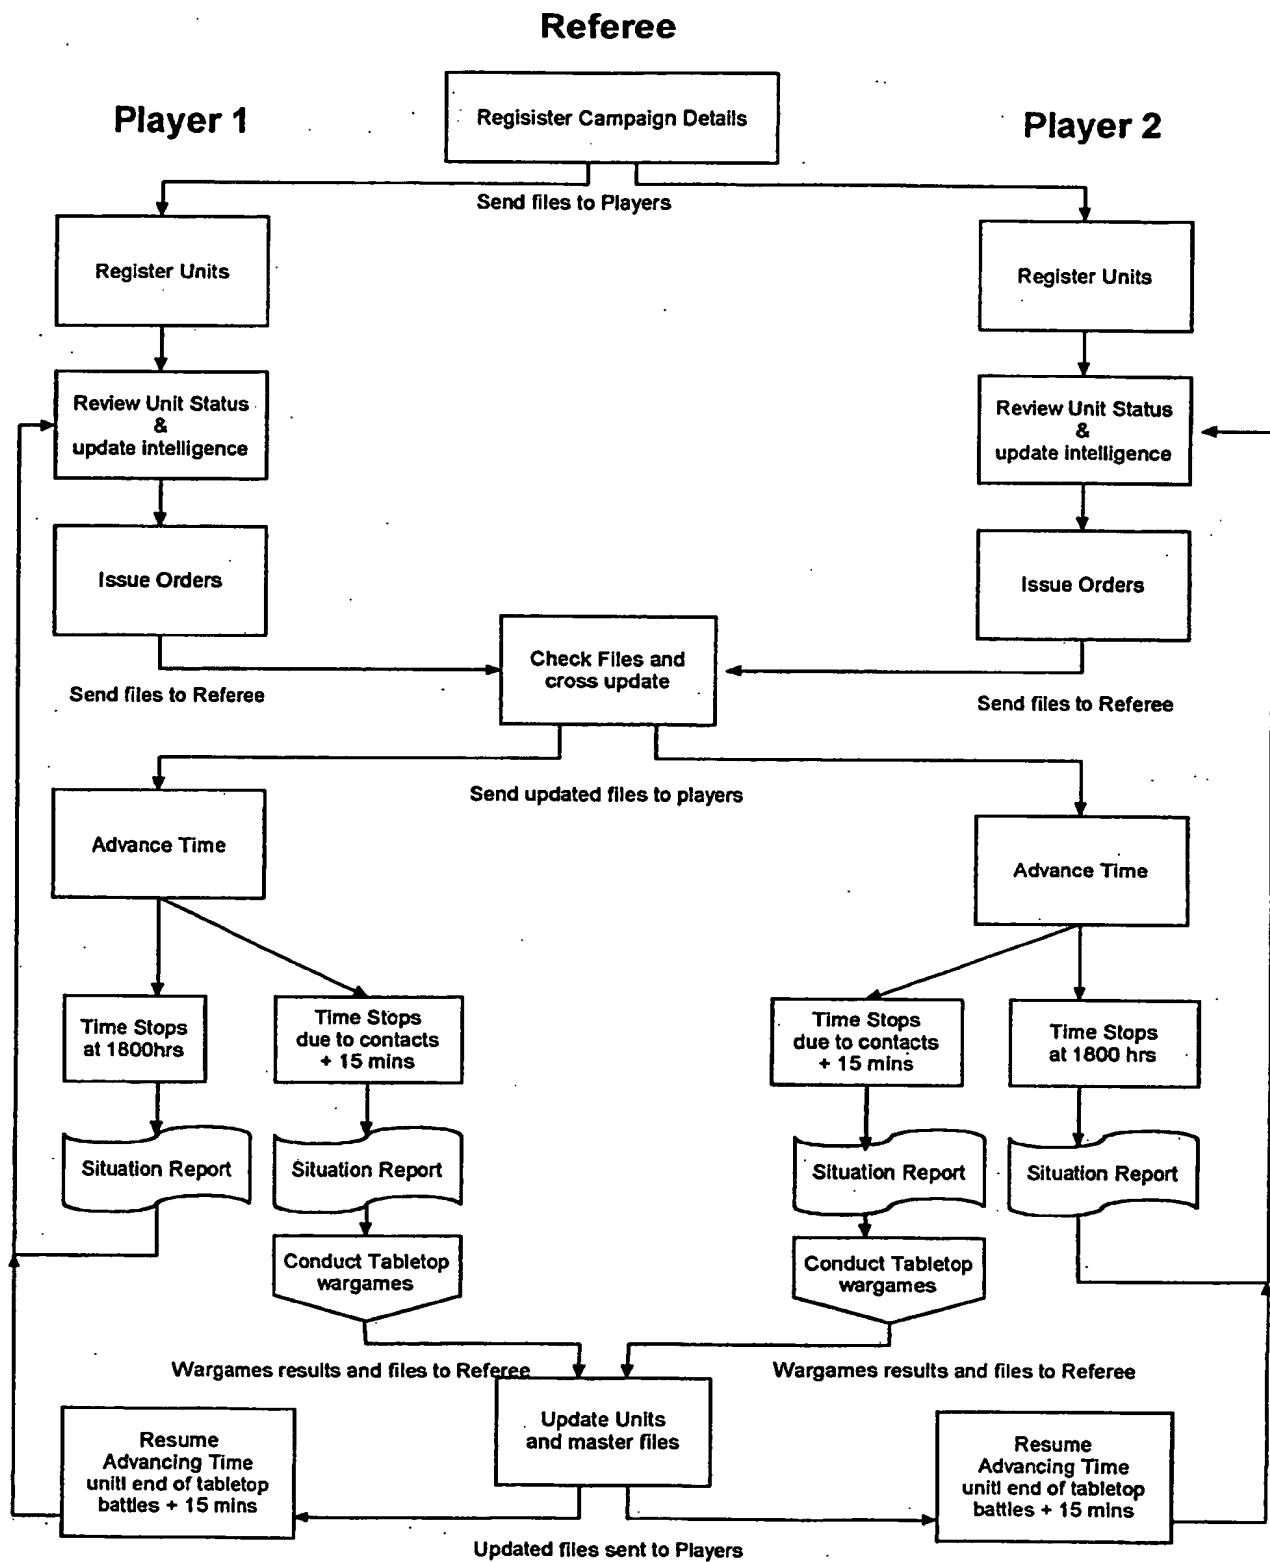 Referee
Player 1
Regisister Campaign Details
Player 2
Send files to Players
Register Units
Register Units
Review Unit Status
&
update intelligence
Review Unit Status
&
update intelligence
Issue Orders
Issue Orders
Check Files and
cross update
Send files to Referee
Send files to Referee
Send updated files to players
Advance Time
Advance Time
Time Stops
at 1800hrs
Time Stops
due to contacts
+ 15 mins
Time Stops
due to contacts
+ 15 mins
Time Stops
at 1800 hrs
Situation Report
Situation Report
Situation Report
Situation Report
Conduct Tabletop
wargames
Conduct Tabletop
wargames
Wargames results and files to Referee
Wargames results and files to Referee
Update Units
and master files
Resume
Advancing Time
unitl end of tabletop
battles + 15 mins
Resume
Advancing Time
unitl end of tabletop
battles + 15 mins
Updated files sent to Players